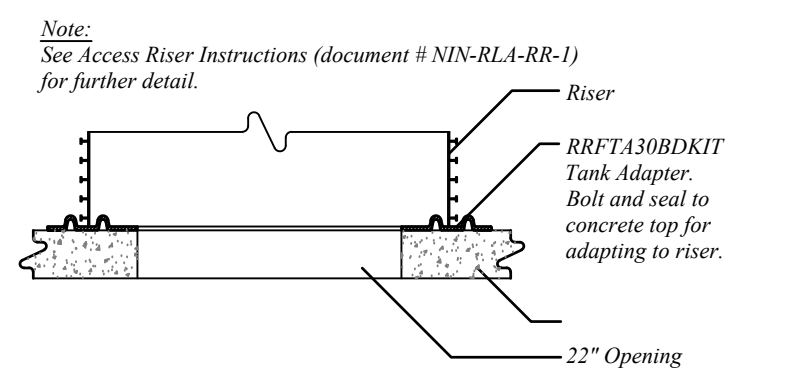 Note:
See Access Riser Instructions (document # NIN-RLA-RR-1)
for further detail.
Riser
RRFTA30BDKIT
Tank Adapter.
Bolt and seal to
concrete top for
adapting to riser.
22" Opening